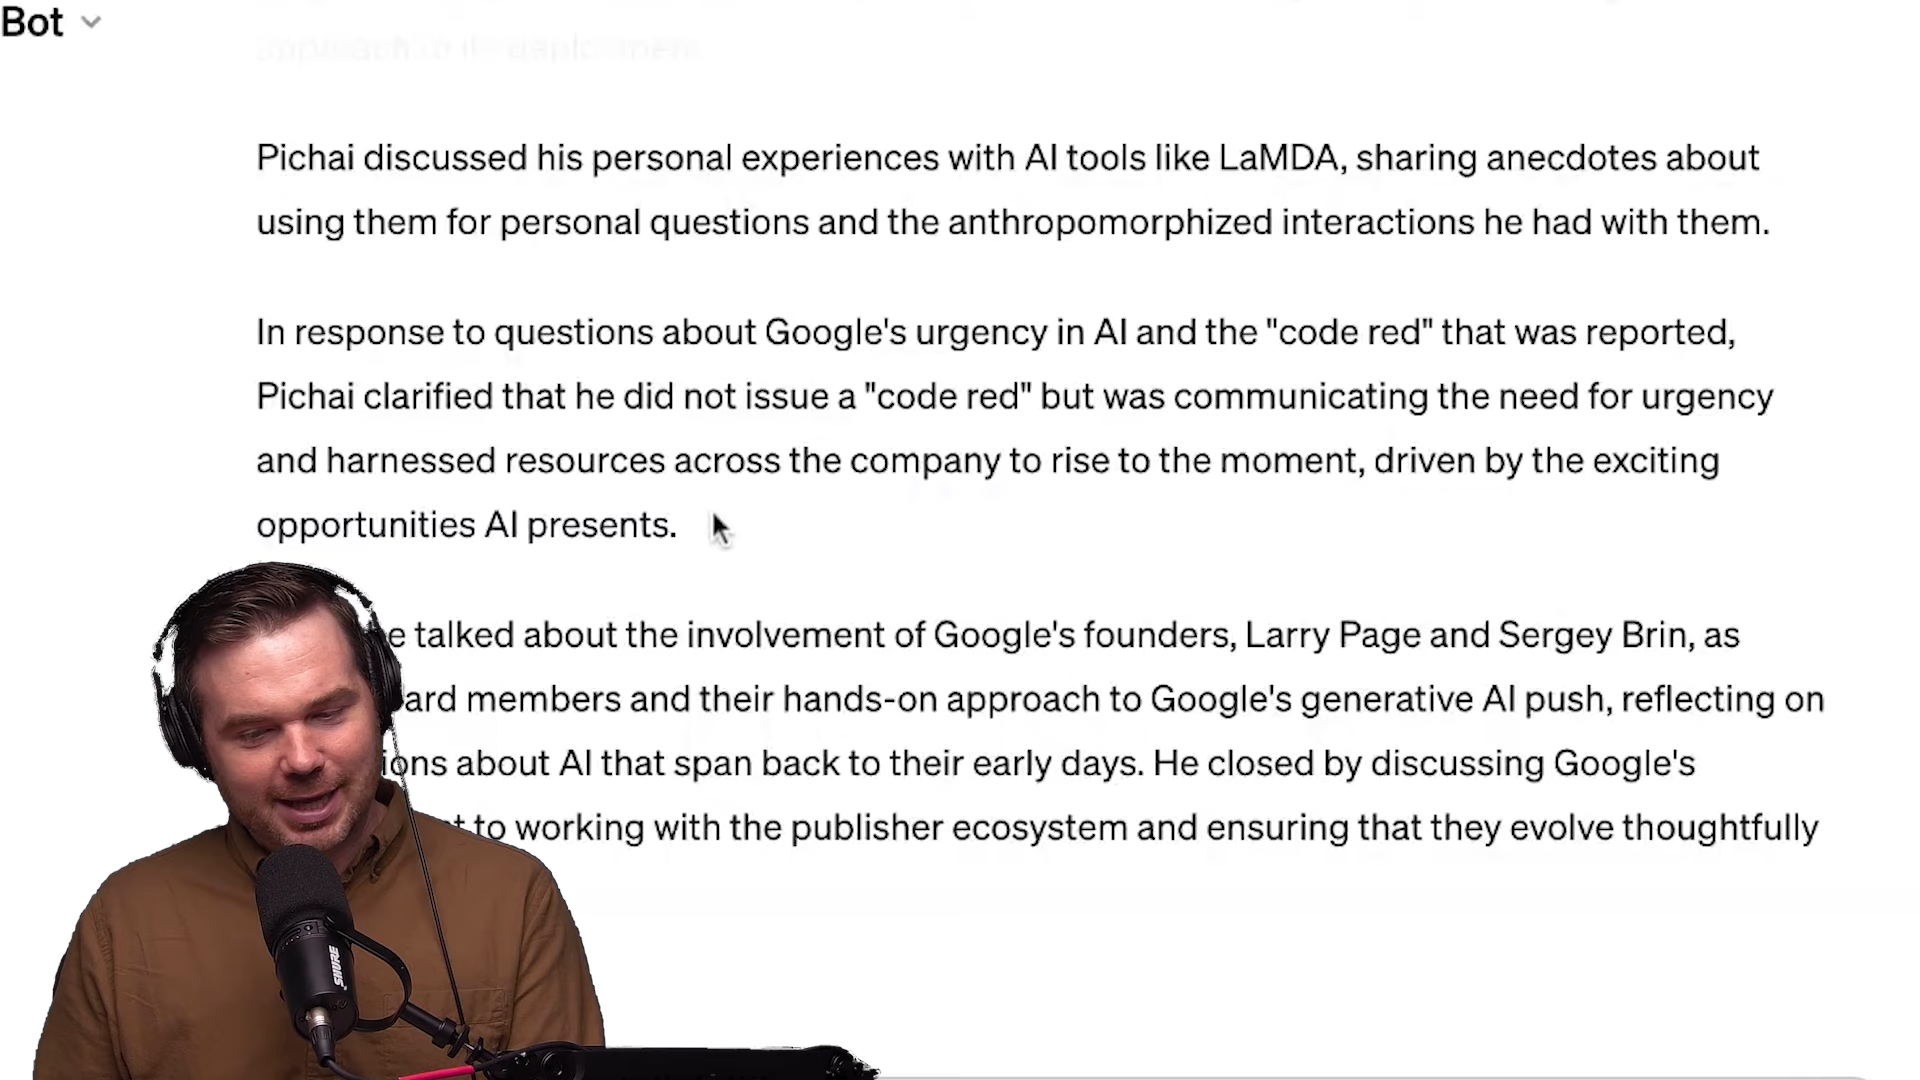 Bot
Pichai discussed his personal experiences with AI tools like LaMDA, sharing anecdotes about
using them for personal questions and the anthropomorphized interactions he had with them.
In response to questions about Google's urgency in AI and the "code red" that was reported,
Pichai clarified that he did not issue a "code red" but was communicating the need for urgency
and harnessed resources across the company to rise to the moment, driven by the exciting
opportunities AI presents.
talked about the involvement of Google's founders, Larry Page and Sergey Brin, as
members and their hands-on approach to Google's generative AI push, reflecting on
about AI that span back to their early days. He closed by discussing Google's
to working with the publisher ecosystem and ensuring that they evolve thoughtfully
SHURE